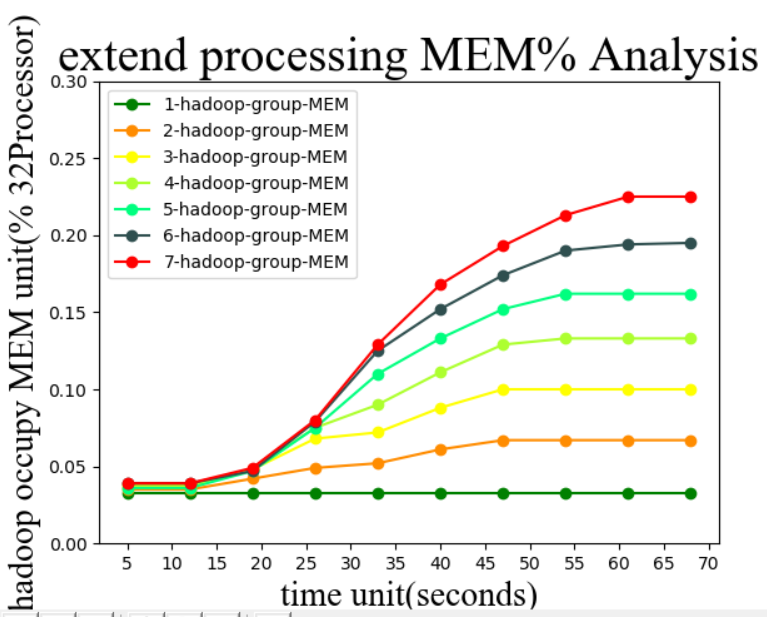 extend processing MEM% Analysis
hadoop occupy MEM unit(% 32Processor)
0.30
0.25
0.20
0.15
0.10
0.05
0.00
1-hadoop-group-MEM
2-hadoop-group-MEM
3-hadoop-group-MEM
4-hadoop-group-MEM
5-hadoop-group-MEM
6-hadoop-group-MEM
7-hadoop-group-MEM
5 10 15 20 25 30 35 40 45 50 55 60 65 70
time unit(seconds)